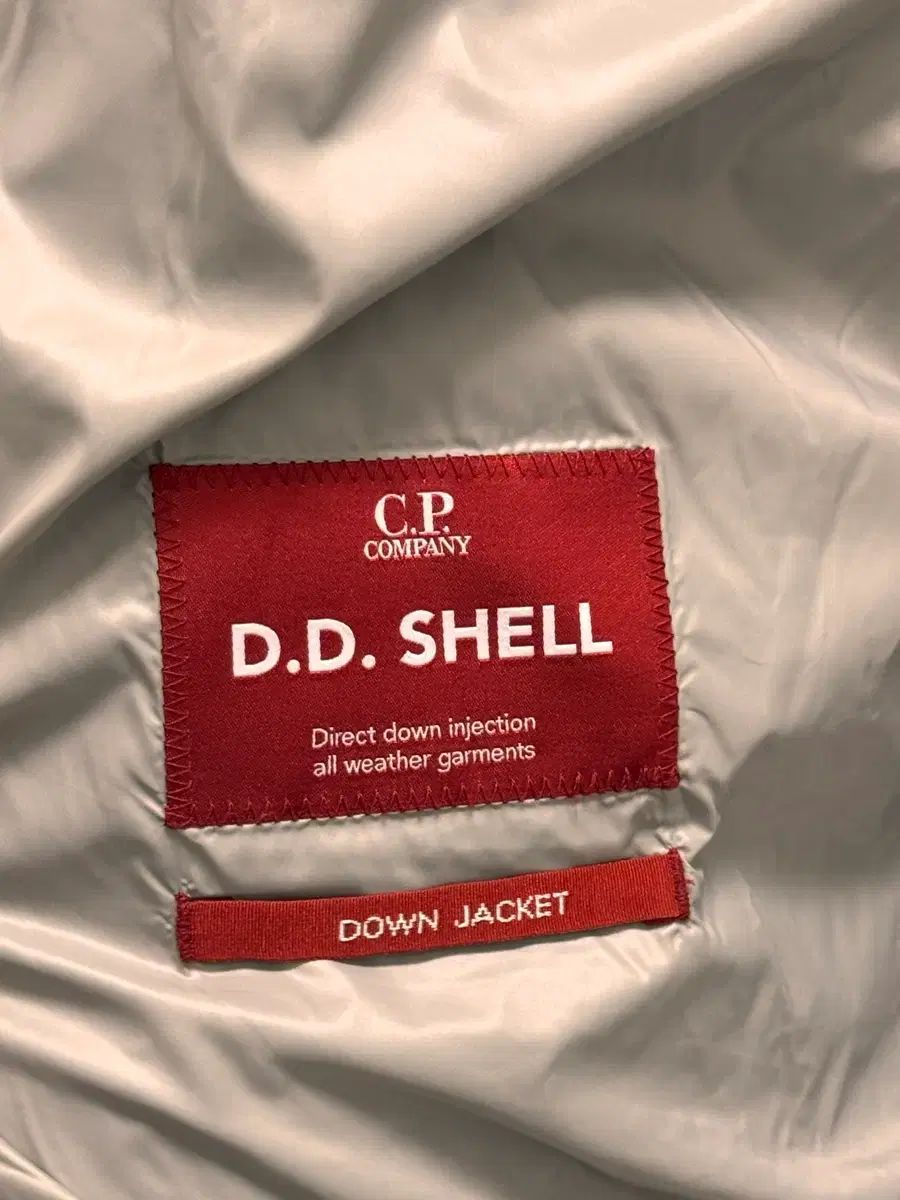 C.P.
COMPANY
D.D. SHELL
Direct down injection
all weather garments
DOWN JACKET